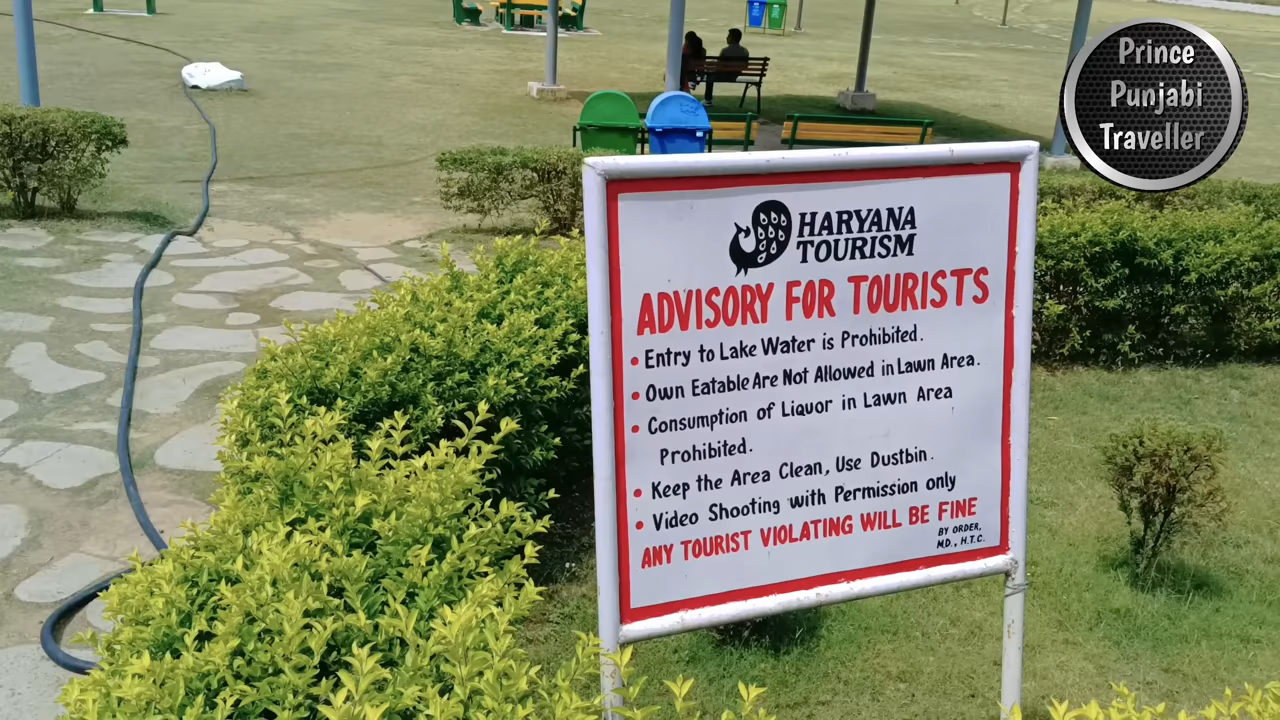 Prince
Punjabi
Traveller
HARYANA
TOURISM
ADVISORY FOR TOURISTS
• Entry to Lake Water is Prohibited.
• Own Eatable Are Not Allowed in Lawn Area.
• Consumption of Liquor in Lawn Area
Prohibited.
• Keep the Area Clean, Use Dustbin.
• Video Shooting with Permission only
ANY TOURIST VIOLATING WILL BE FINE
BY ORDER,
M.D., H.T.C.